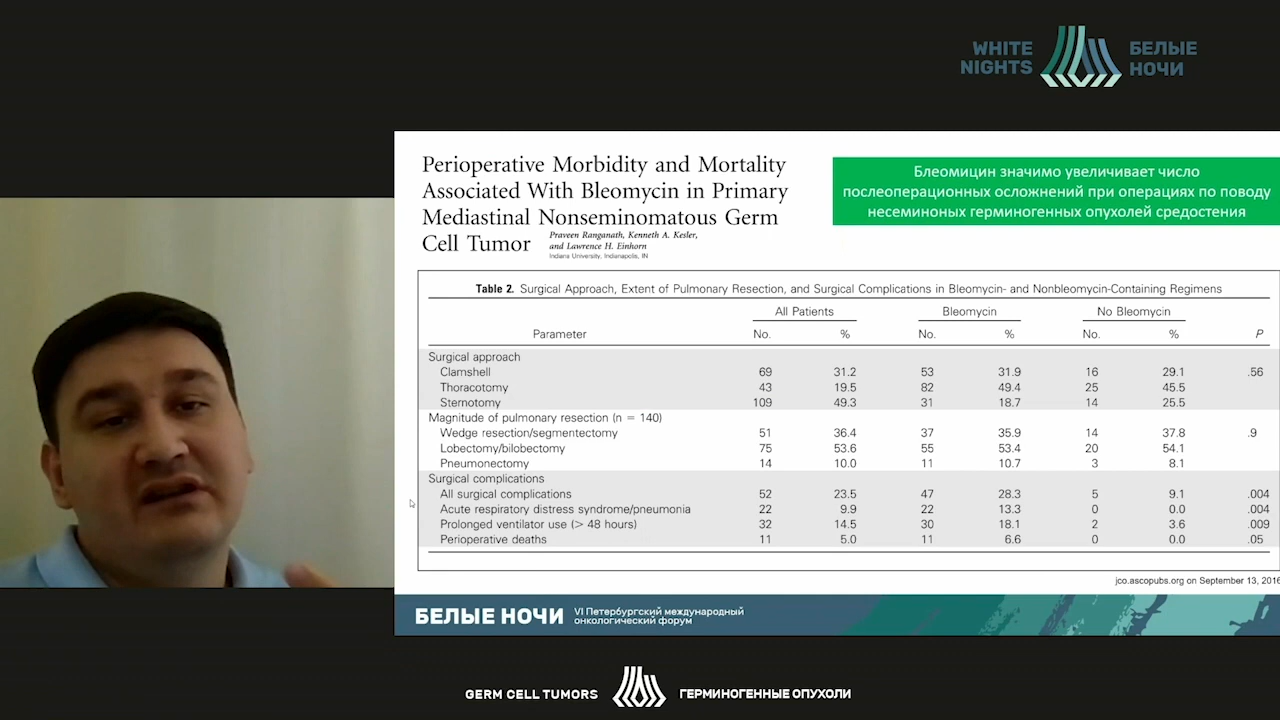 WHITE
NIGHTS
БЕЛЫЕ
НОЧИ
Perioperative Morbidity and Mortality
Associated With Bleomycin in Primary
Mediastinal Nonseminomatous Germ
Cell Tumor
Praveen Ranganath, Kenneth A. Kesler,
and Lawrence H. Einhorn
Indiana University, Indianapolis, IN
Блеомицин значимо увеличивает число
послеоперационных осложнений при операциях по поводу
несеминоных герминогенных опухолей средостения
Table 2. Surgical Approach, Extent of Pulmonary Resection, and Surgical Complications in Bleomycin- and Nonbleomycin-Containing Regimens
All Patients Bleomycin No Bleomycin
Parameter No. % No. % No. % P
Surgical approach
Clamshell 69 31.2 53 31.9 16 29.1 .56
Thoracotomy 43 19.5 82 49.4 25 45.5
Sternotomy 109 49.3 31 18.7 14 25.5
Magnitude of pulmonary resection (n = 140)
Wedge resection/segmentectomy 51 36.4 37 35.9 14 37.8 .9
Lobectomy/bilobectomy 75 53.6 55 53.4 20 54.1
Pneumonectomy 14 10.0 11 10.7 3 8.1
Surgical complications
All surgical complications 52 23.5 47 28.3 5 9.1 .004
Acute respiratory distress syndrome/pneumonia 22 9.9 22 13.3 0 0.0 .004
Prolonged ventilator use (> 48 hours) 32 14.5 30 18.1 2 3.6 .009
Perioperative deaths 11 5.0 11 6.6 0 0.0 .05
jco.ascopubs.org on September 13, 2016
БЕЛЫЕ НОЧИ
VI Петербургский международный
онкологический форум
GERM CELL TUMORS
ГЕРМИНОГЕННЫЕ ОПУХОЛИ